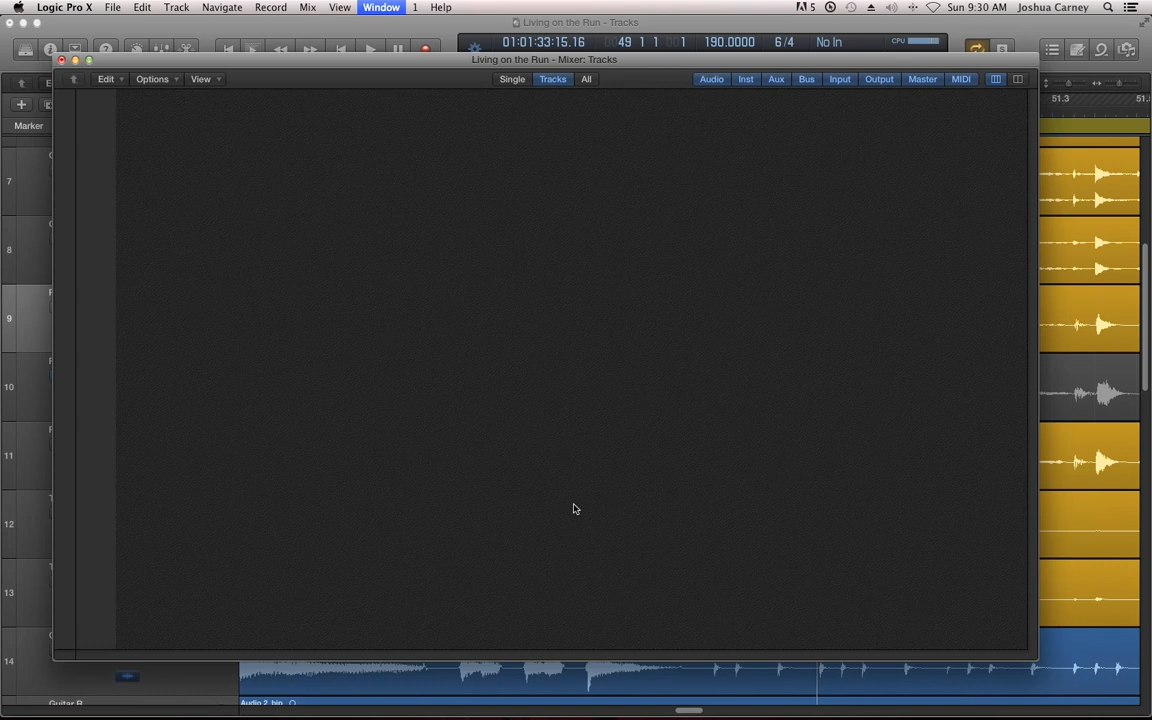 Logic Pro X File Edit Track Navigate Record Mix View Window 1 Help 5 Sun 9:30 AM Joshua Carney
Living on the Run - Tracks
01:01:33:15.16 49 1 1 1 190.0000 6/4 No In CPU
Living on the Run - Mixer: Tracks
Edit Options View Single Tracks All Audio Inst Aux Bus Input Output Master MIDI
51.3
Marker
7
8
9
10
11
12
13
14
Guitar R
Audio 2_bip